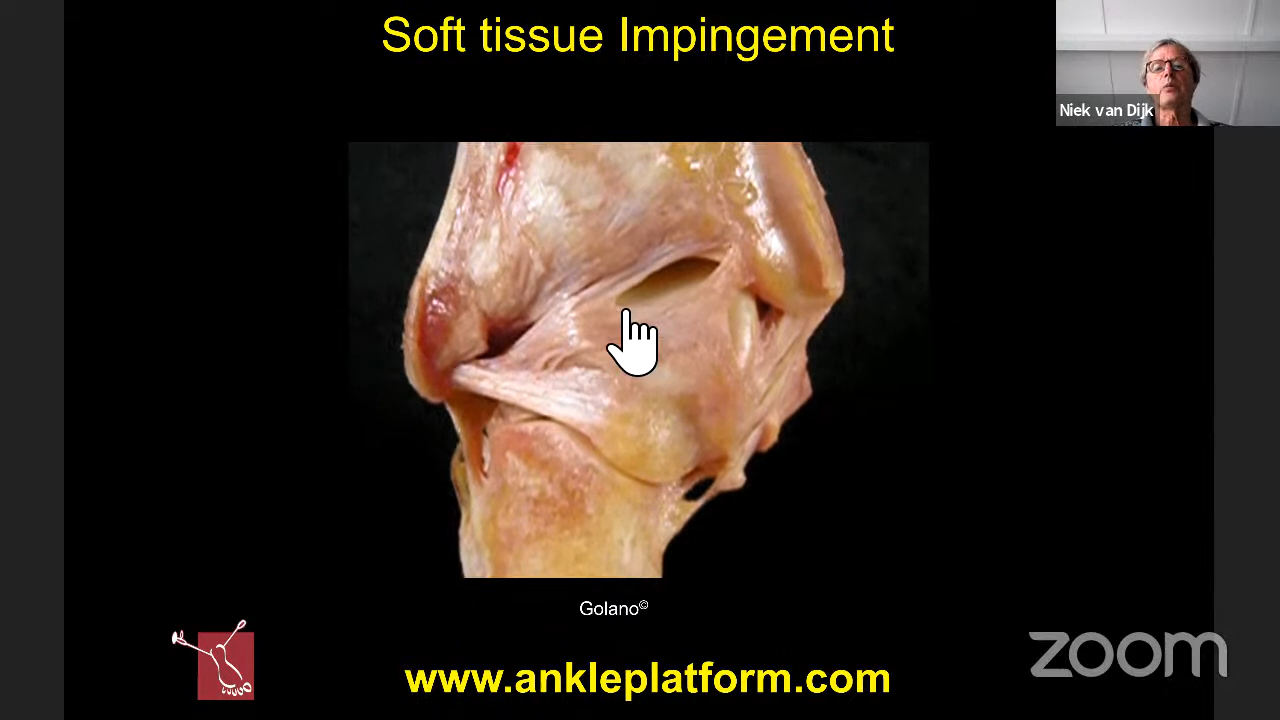 Soft tissue Impingement
Niek van Dijk
Golano©
www.ankleplatform.com
zoom